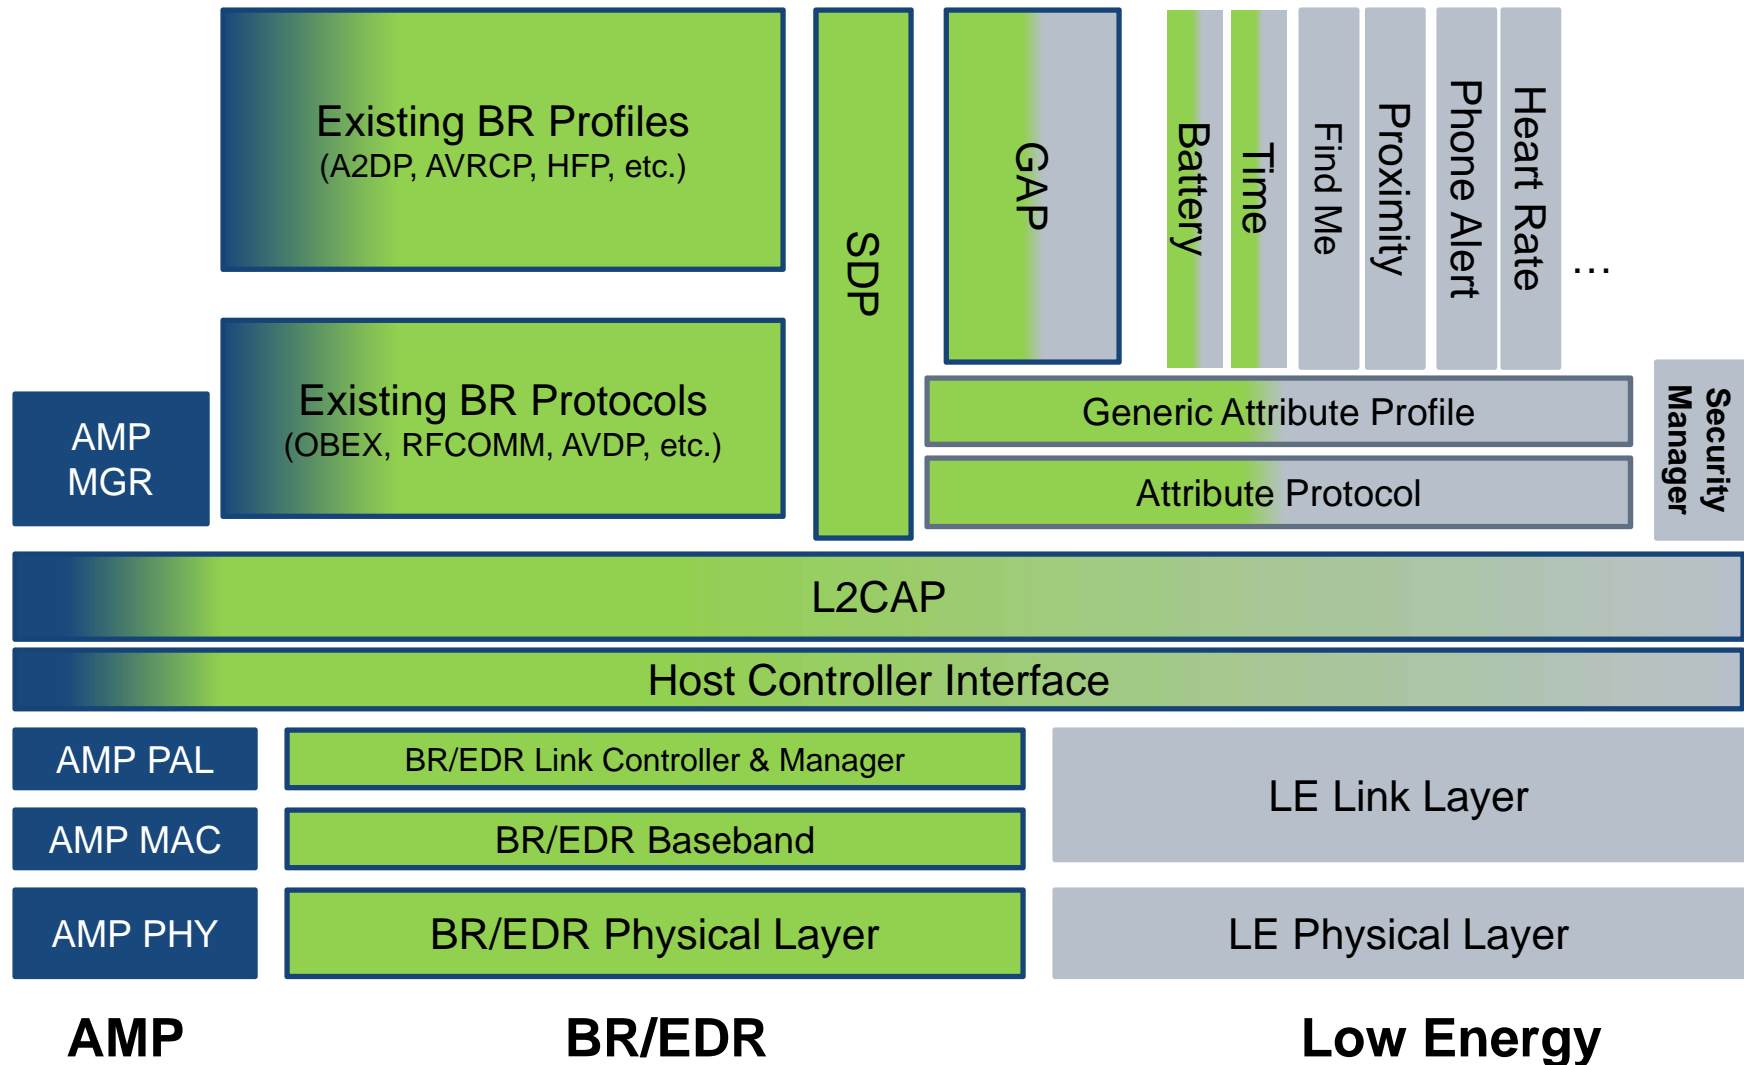 Existing BR Profiles
(A2DP, AVRCP, HFP, etc.)
SDP
GAP
Battery
Time
Find Me
Proximity
Phone Alert
Heart Rate
...
AMP
MGR
Existing BR Protocols
(OBEX, RFCOMM, AVDP, etc.)
Generic Attribute Profile
Attribute Protocol
Security
Manager
L2CAP
Host Controller Interface
AMP PAL
BR/EDR Link Controller & Manager
LE Link Layer
AMP MAC
BR/EDR Baseband
AMP PHY
BR/EDR Physical Layer
LE Physical Layer
AMP
BR/EDR
Low Energy